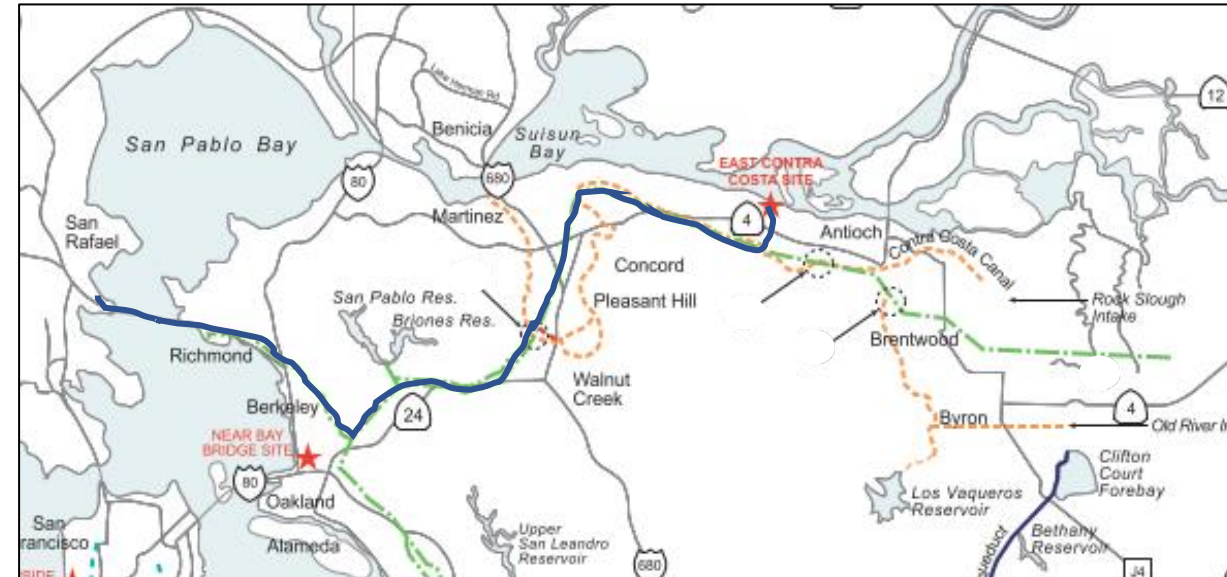 12
Lake Herman Rd
Benicia
Suisun
Bay
San Pablo Bay
80
680
EAST CONTRA
COSTA SITE
Martinez
4
San
Rafael
Antioch
Contra Costa Canal
Concord
San Pablo Res.
Pleasant Hill
Rock Slough
Intake
Briones Res.
Richmond
Brentwood
Walnut
Creek
Berkeley
24
4
Byron
Old River In
NEAR BAY
BRIDGE SITE
80
Clifton
Court
Forebay
Oakland
Los Vaqueros
Reservoir
San
rancisco
Alameda
Upper
San Leandro
Reservoir
Bethany
Reservoir
queduct
680
J4
SIDE